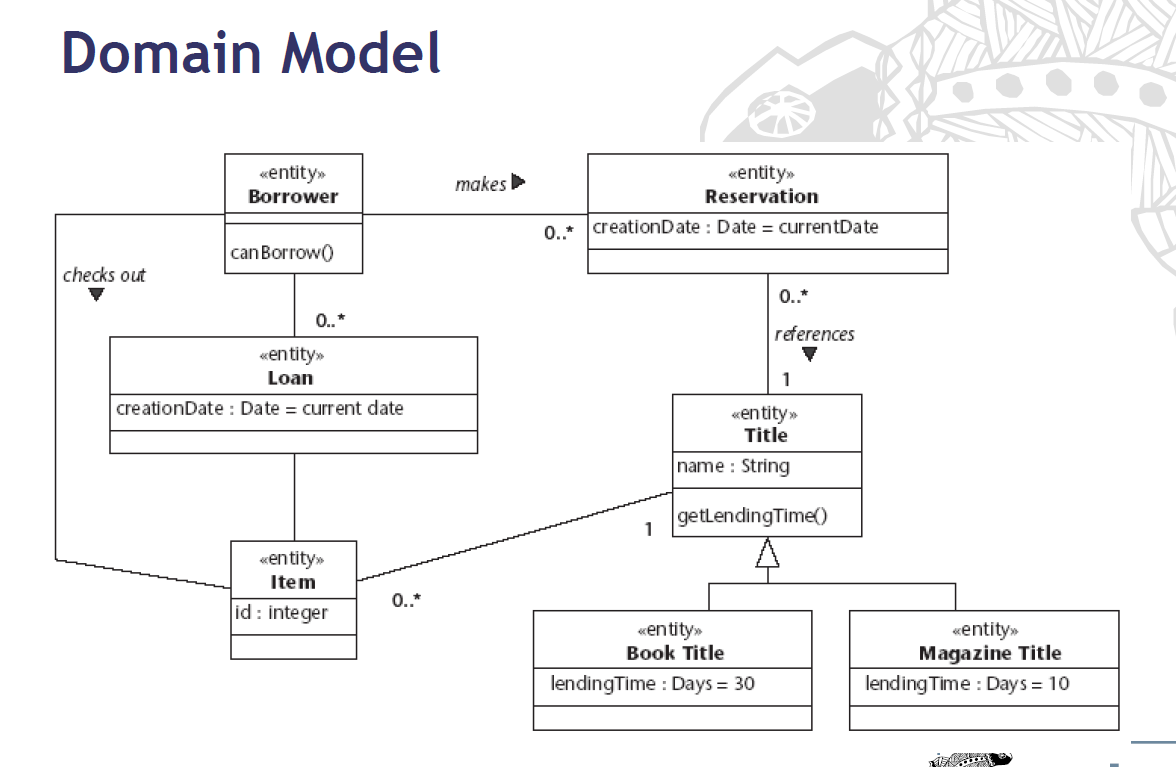 Domain Model
«entity»
Borrower
canBorrow()
makes
0..*
«entity»
Reservation
creationDate : Date = currentDate
checks out
0..*
«entity»
Loan
creationDate : Date = current date
0..*
references
1
«entity»
Title
name : String
getLendingTime()
1
0..*
«entity»
Item
id : integer
«entity»
Book Title
lendingTime : Days = 30
«entity»
Magazine Title
lendingTime : Days = 10